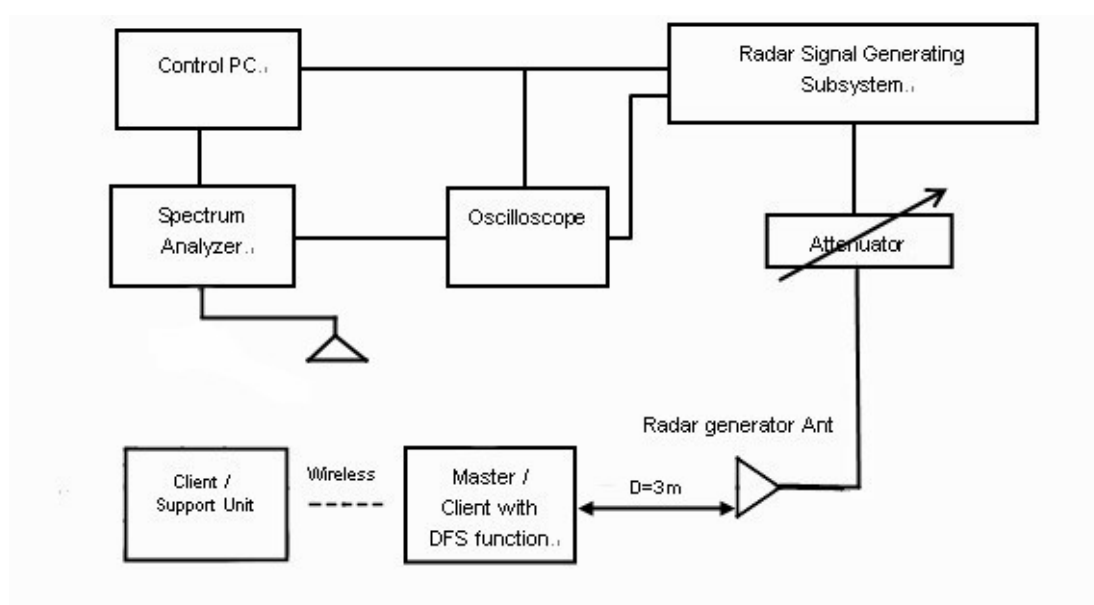 Control PC.
Radar Signal Generating
Subsystem.
Spectrum
Analyzer.
Oscilloscope
Attenuator
Radar generator Ant
Client /
Support Unit
Wireless
Master /
Client with
DFS function.
D=3m